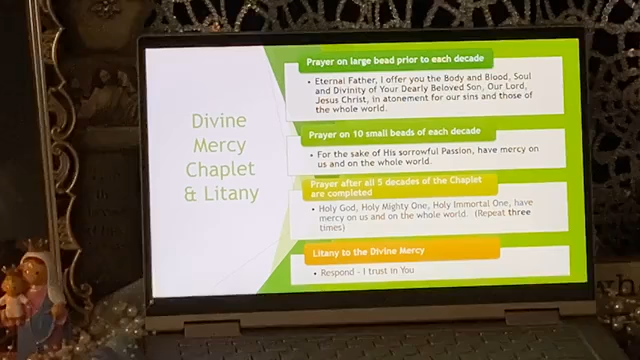 Divine
Mercy
Chaplet
& Litany
Prayer on large bead prior to each decade
• Eternal Father, I offer you the Body and Blood, Soul
and Divinity of Your Dearly Beloved Son, Our Lord,
Jesus Christ, in atonement for our sins and those of
the whole world.
Prayer on 10 small beads of each decade
• For the sake of His sorrowful Passion, have mercy on
us and on the whole world.
Prayer after all 5 decades of the Chaplet
are completed
• Holy God, Holy Mighty One, Holy Immortal One, have
mercy on us and on the whole world. (Repeat three
times)
Litany to the Divine Mercy
• Respond - I trust in You